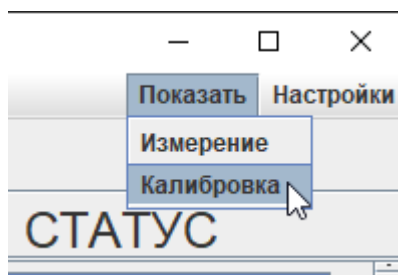 Показать Настройки
Измерение
Калибровка
СТАТУС